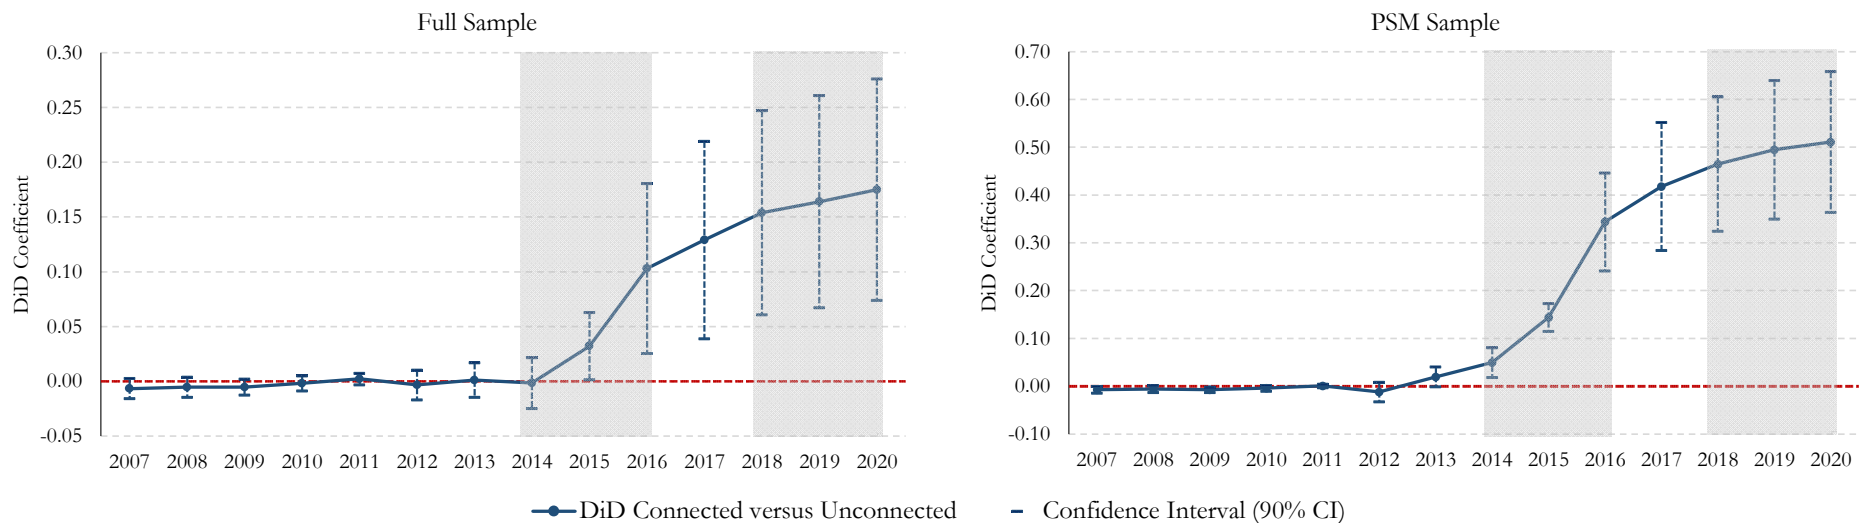 Full Sample
0.30
0.25
0.20
0.15
0.10
0.05
0.00
-0.05
DiD Coefficient
2007 2008 2009 2010 2011 2012 2013 2014 2015 2016 2017 2018 2019 2020
PSM Sample
0.70
0.60
0.50
0.40
0.30
0.20
0.10
0.00
-0.10
DiD Coefficient
2007 2008 2009 2010 2011 2012 2013 2014 2015 2016 2017 2018 2019 2020
DiD Connected versus Unconnected
Confidence Interval (90% CI)